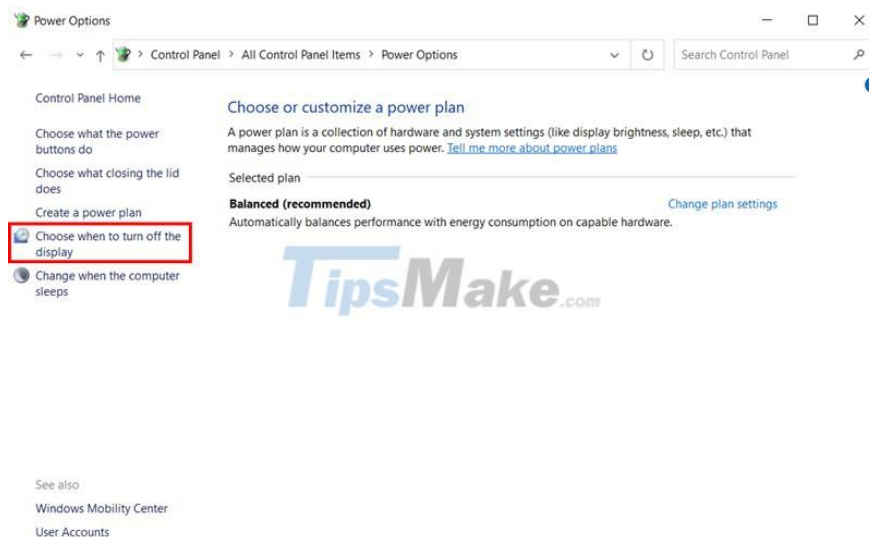 Power Options
Control Panel > All Control Panel Items > Power Options
Search Control Panel
Control Panel Home
Choose what the power
buttons do
Choose what closing the lid
does
Create a power plan
Choose when to turn off the
display
Change when the computer
sleeps
Choose or customize a power plan
A power plan is a collection of hardware and system settings (like display brightness, sleep, etc.) that
manages how your computer uses power. Tell me more about power plans
Selected plan
Balanced (recommended)
Change plan settings
Automatically balances performance with energy consumption on capable hardware.
TipsMake.com
See also
Windows Mobility Center
User Accounts